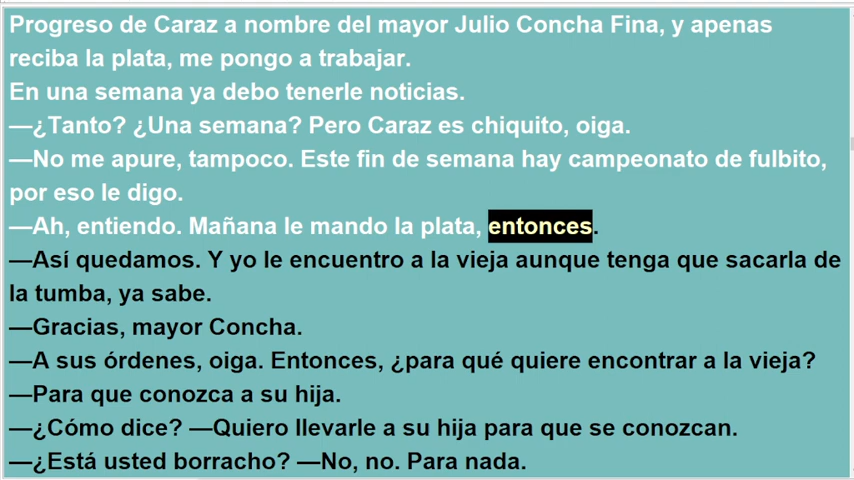 Progreso de Caraz a nombre del mayor Julio Concha Fina, y apenas
reciba la plata, me pongo a trabajar.
En una semana ya debo tenerle noticias.
—¿Tanto? ¿Una semana? Pero Caraz es chiquito, oiga.
—No me apure, tampoco. Este fin de semana hay campeonato de fulbito,
por eso le digo.
—Ah, entiendo. Mañana le mando la plata, entonces.
—Así quedamos. Y yo le encuentro a la vieja aunque tenga que sacarla de
la tumba, ya sabe.
—Gracias, mayor Concha.
—A sus órdenes, oiga. Entonces, ¿para qué quiere encontrar a la vieja?
—Para que conozca a su hija.
—¿Cómo dice? —Quiero llevarle a su hija para que se conozcan.
—¿Está usted borracho? —No, no. Para nada.